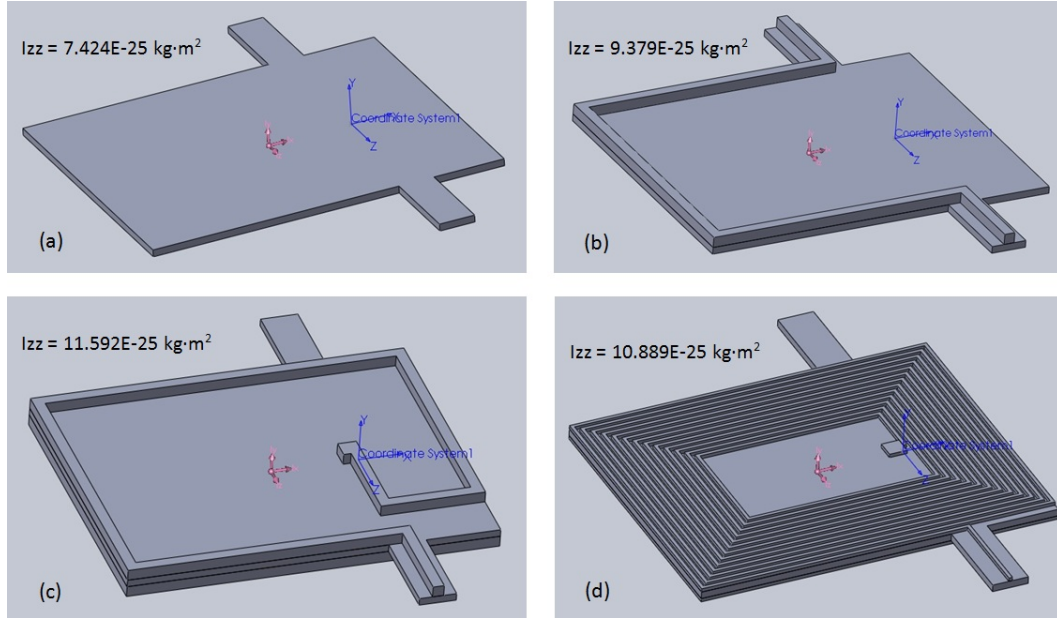 Izz = 7.424E-25 kg·m²
Y
Coordinate System1
Z
(a)
Izz = 9.379E-25 kg·m²
Y
Coordinate System1
Z
(b)
Izz = 11.592E-25 kg·m²
Y
Coordinate System1
X
Z
(c)
Izz = 10.889E-25 kg·m²
Y
Coordinate System1
Z
(d)